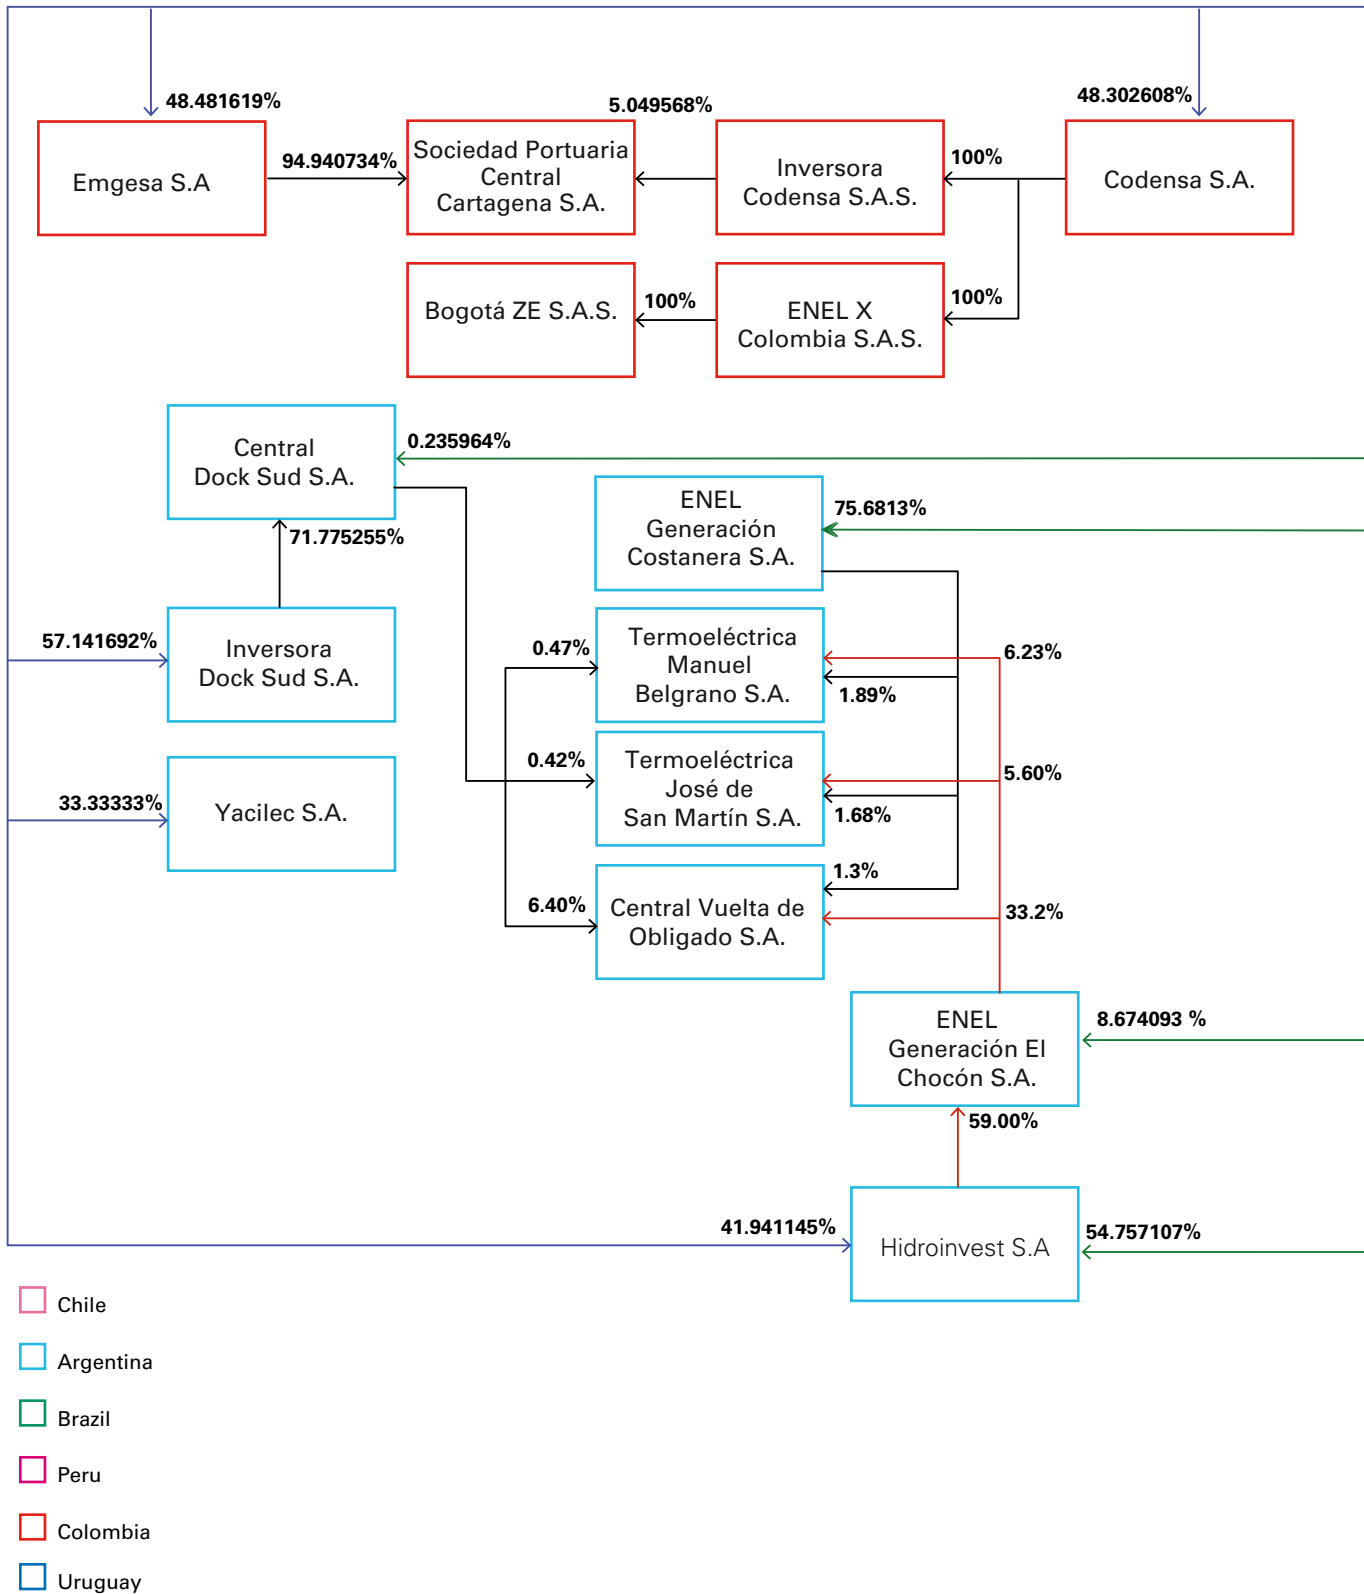 48.481619%
5.049568%
48.302608%
Emgesa S.A
94.940734%
Sociedad Portuaria
Central
Cartagena S.A.
Inversora
Codensa S.A.S.
100%
Codensa S.A.
Bogotá ZE S.A.S.
100%
ENEL X
Colombia S.A.S.
100%
Central
Dock Sud S.A.
0.235964%
71.775255%
ENEL
Generación
Costanera S.A.
75.6813%
57.141692%
Inversora
Dock Sud S.A.
0.47%
Termoeléctrica
Manuel
Belgrano S.A.
6.23%
1.89%
33.33333%
Yacilec S.A.
0.42%
Termoeléctrica
José de
San Martín S.A.
5.60%
1.68%
6.40%
Central Vuelta de
Obligado S.A.
1.3%
33.2%
ENEL
Generación El
Chocón S.A.
8.674093 %
59.00%
41.941145%
Hidroinvest S.A
54.757107%
Chile
Argentina
Brazil
Peru
Colombia
Uruguay